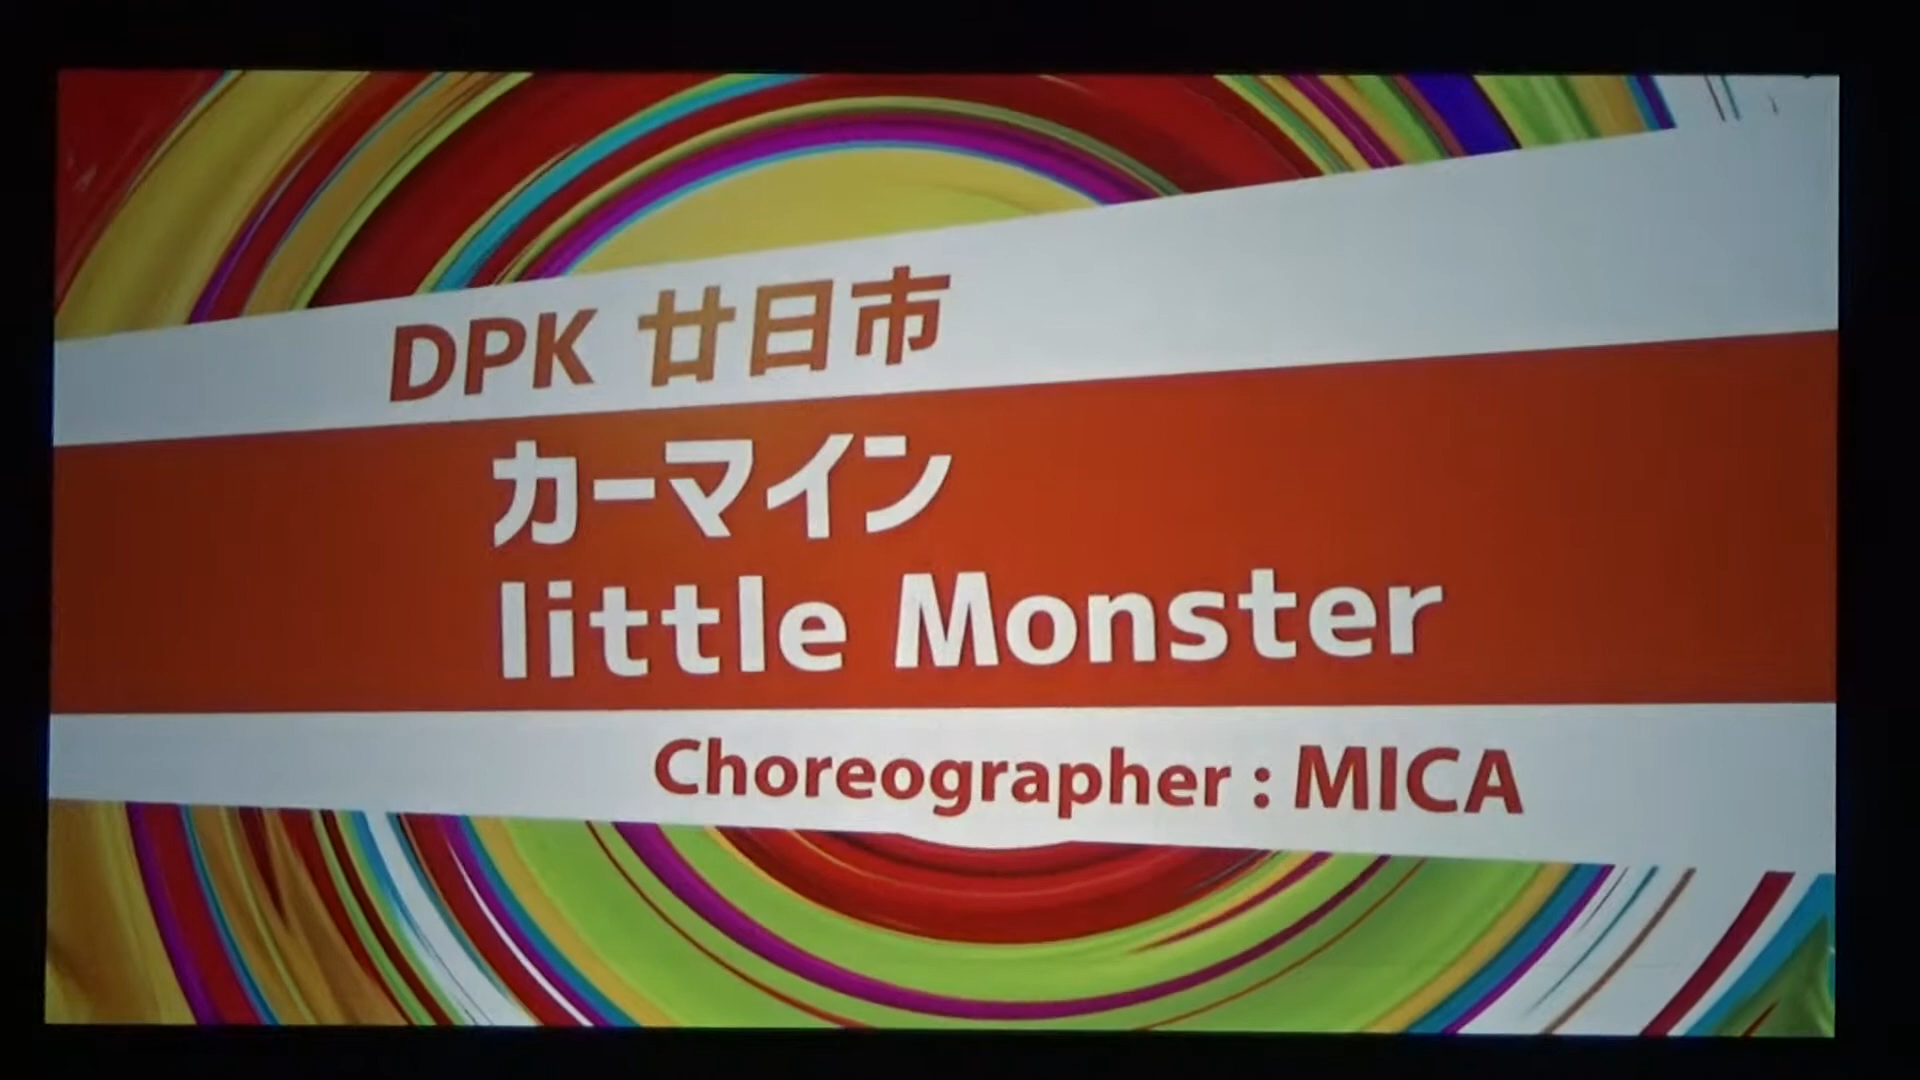 DPK 廿日市
カーマイン
little Monster
Choreographer : MICA